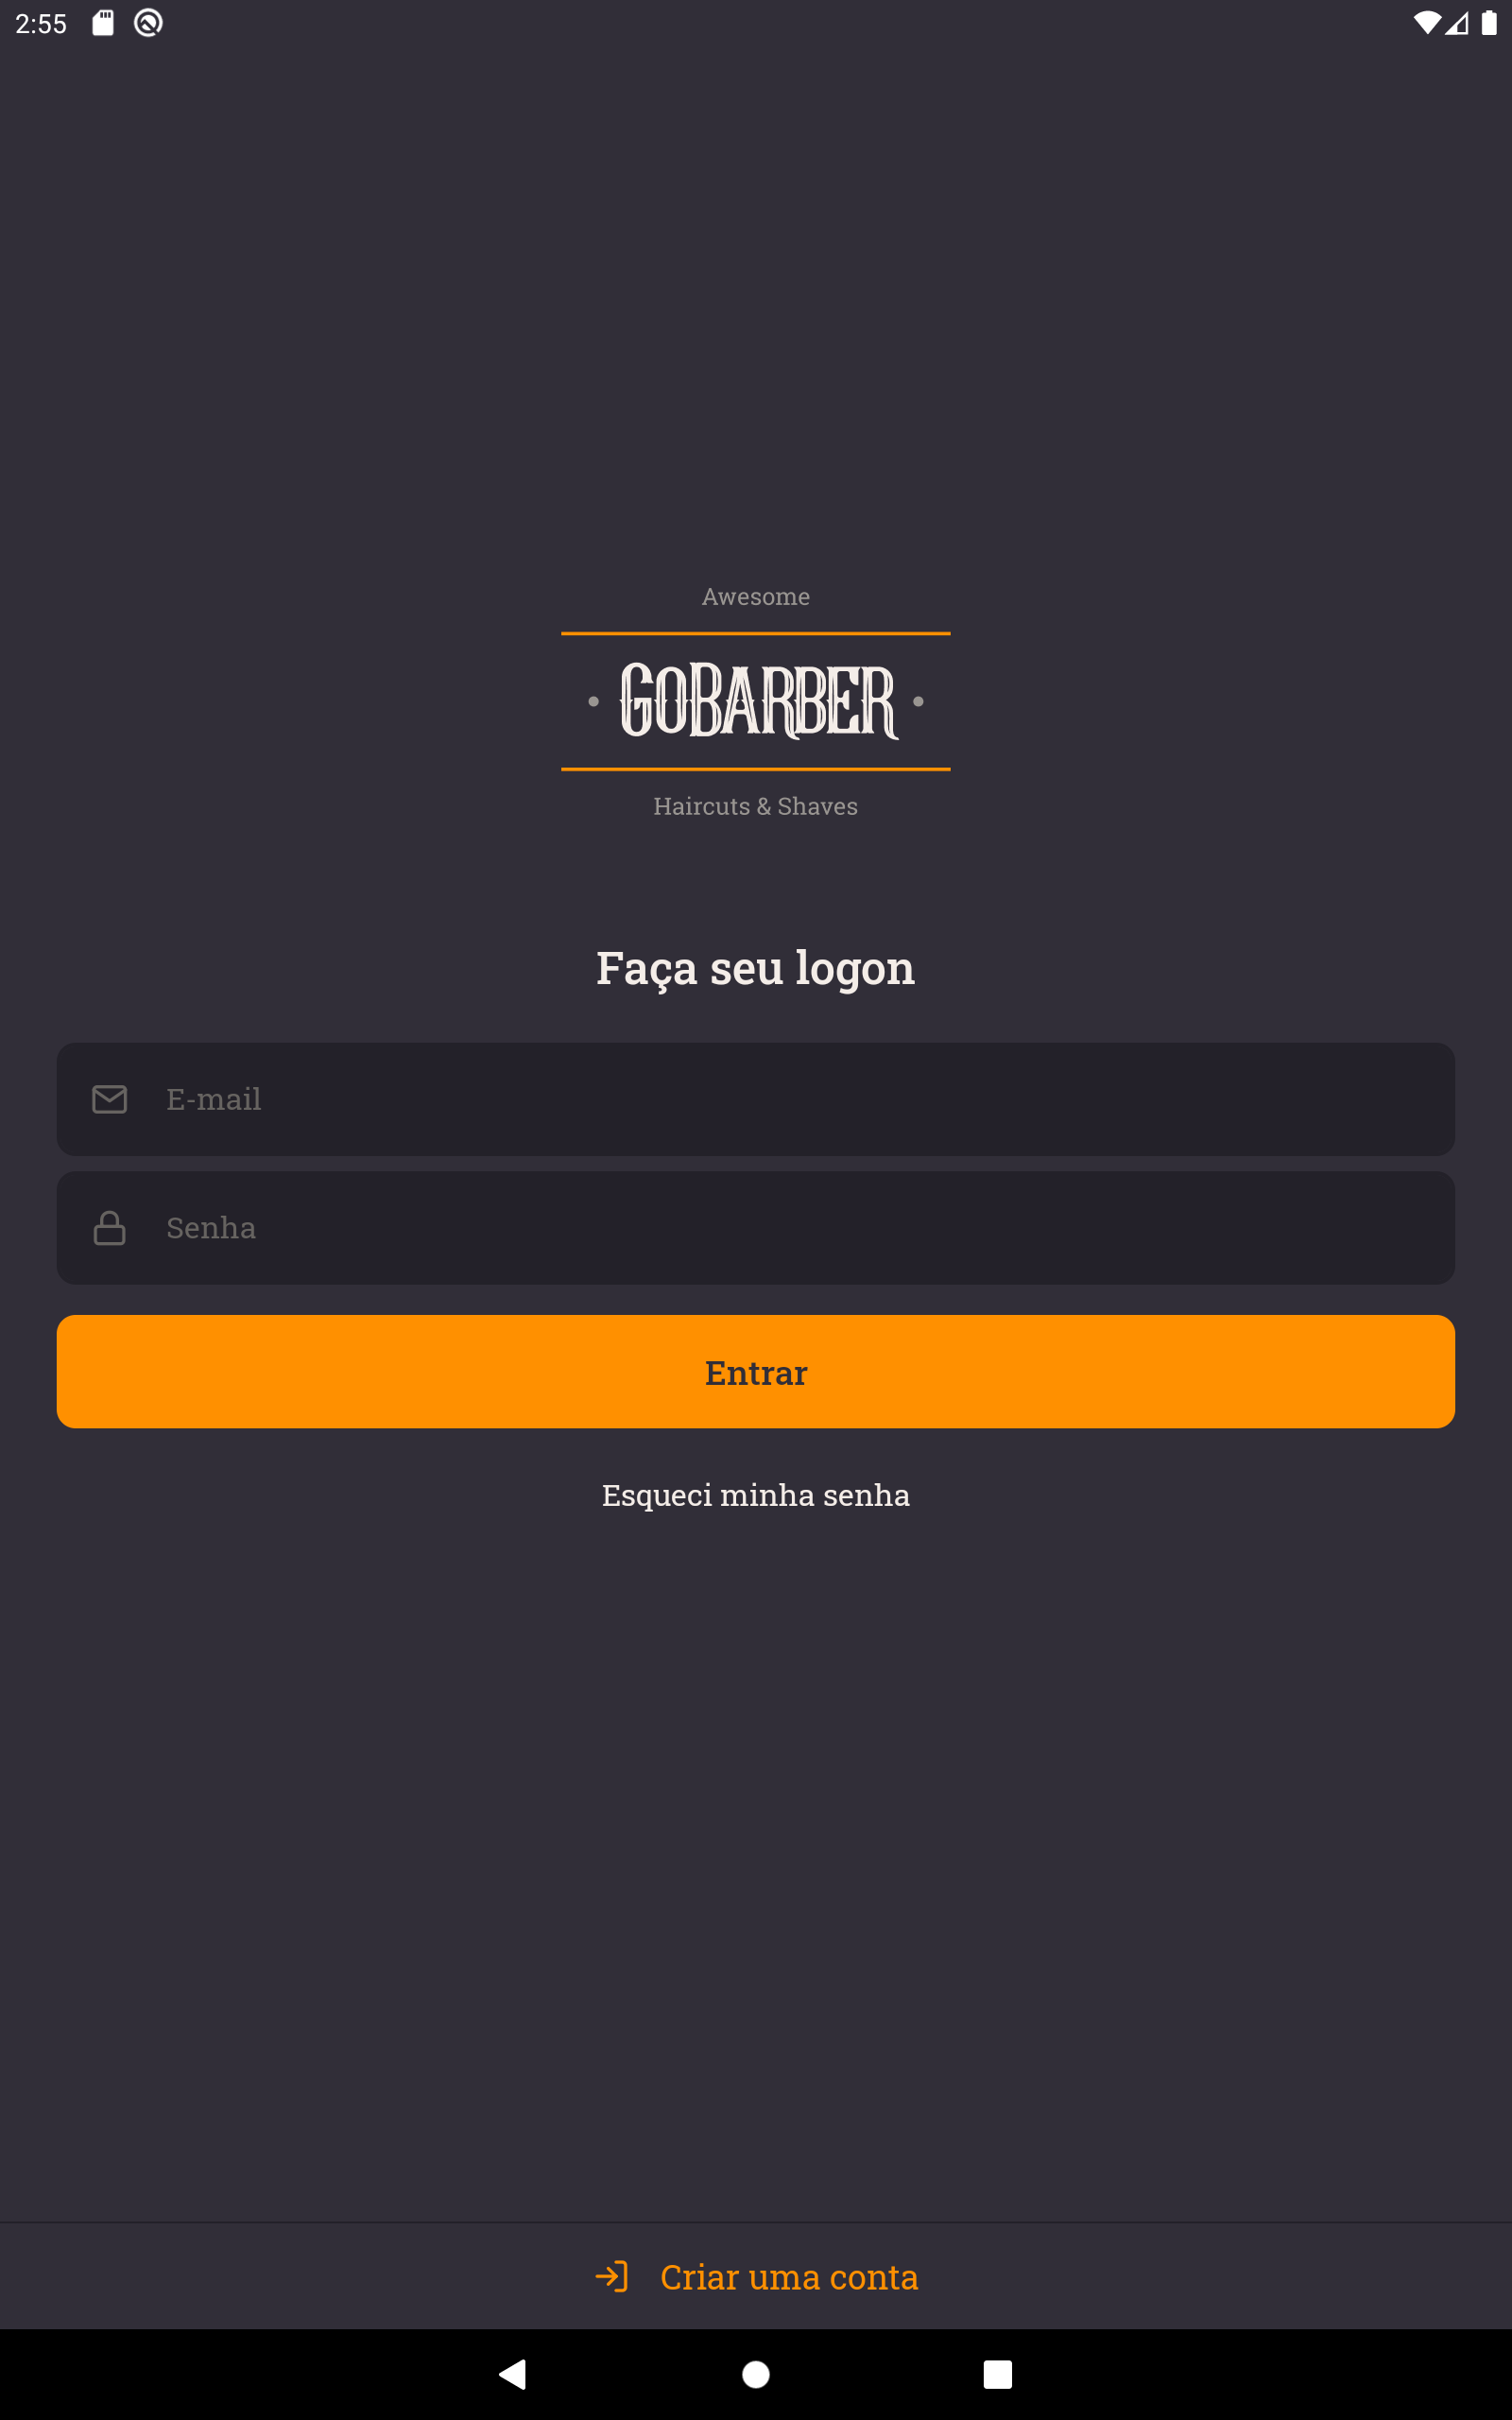 2:55
Awesome
GOBARBER
Haircuts & Shaves
Faça seu logon
E-mail
Senha
Entrar
Esqueci minha senha
Criar uma conta